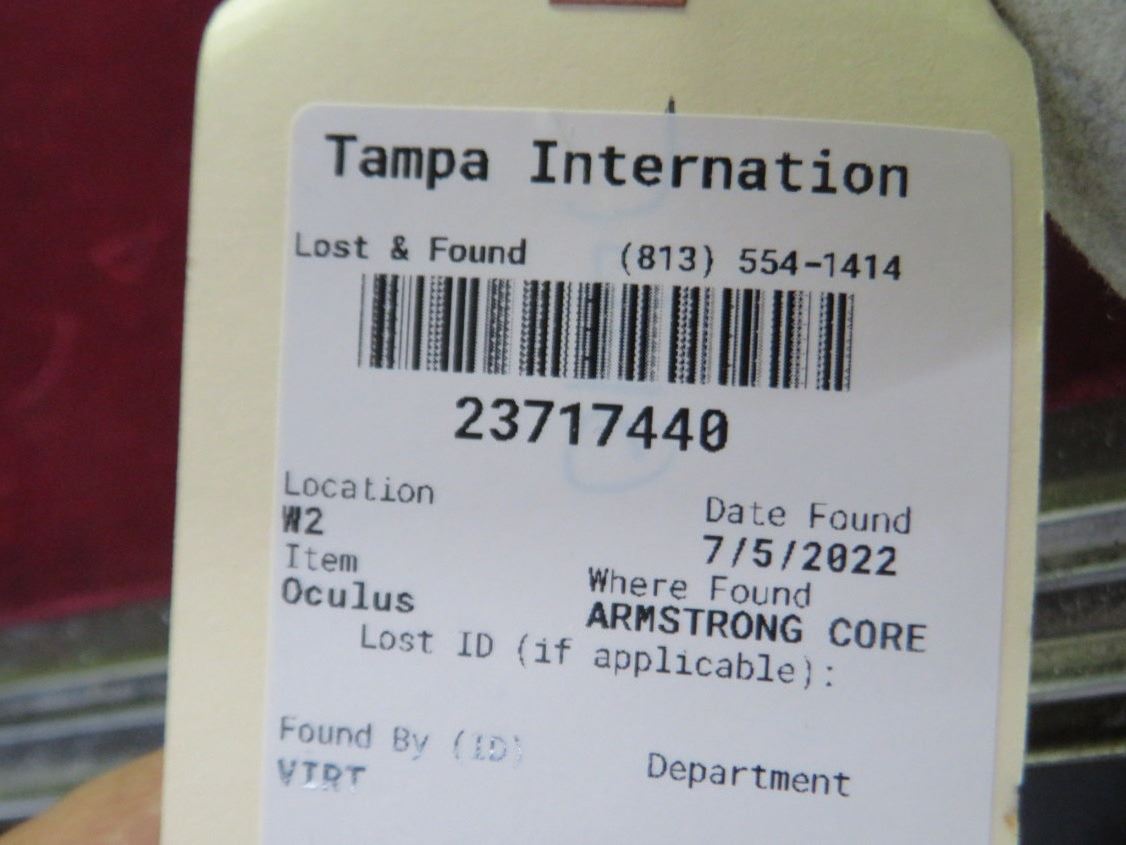 Tampa Internation
Lost & Found (813) 554-1414
23717440
Location
W2
Date Found
7/5/2022
Item
Oculus
Where Found
ARMSTRONG CORE
Lost ID (if applicable):
Found By (ID)
VIRT
Department